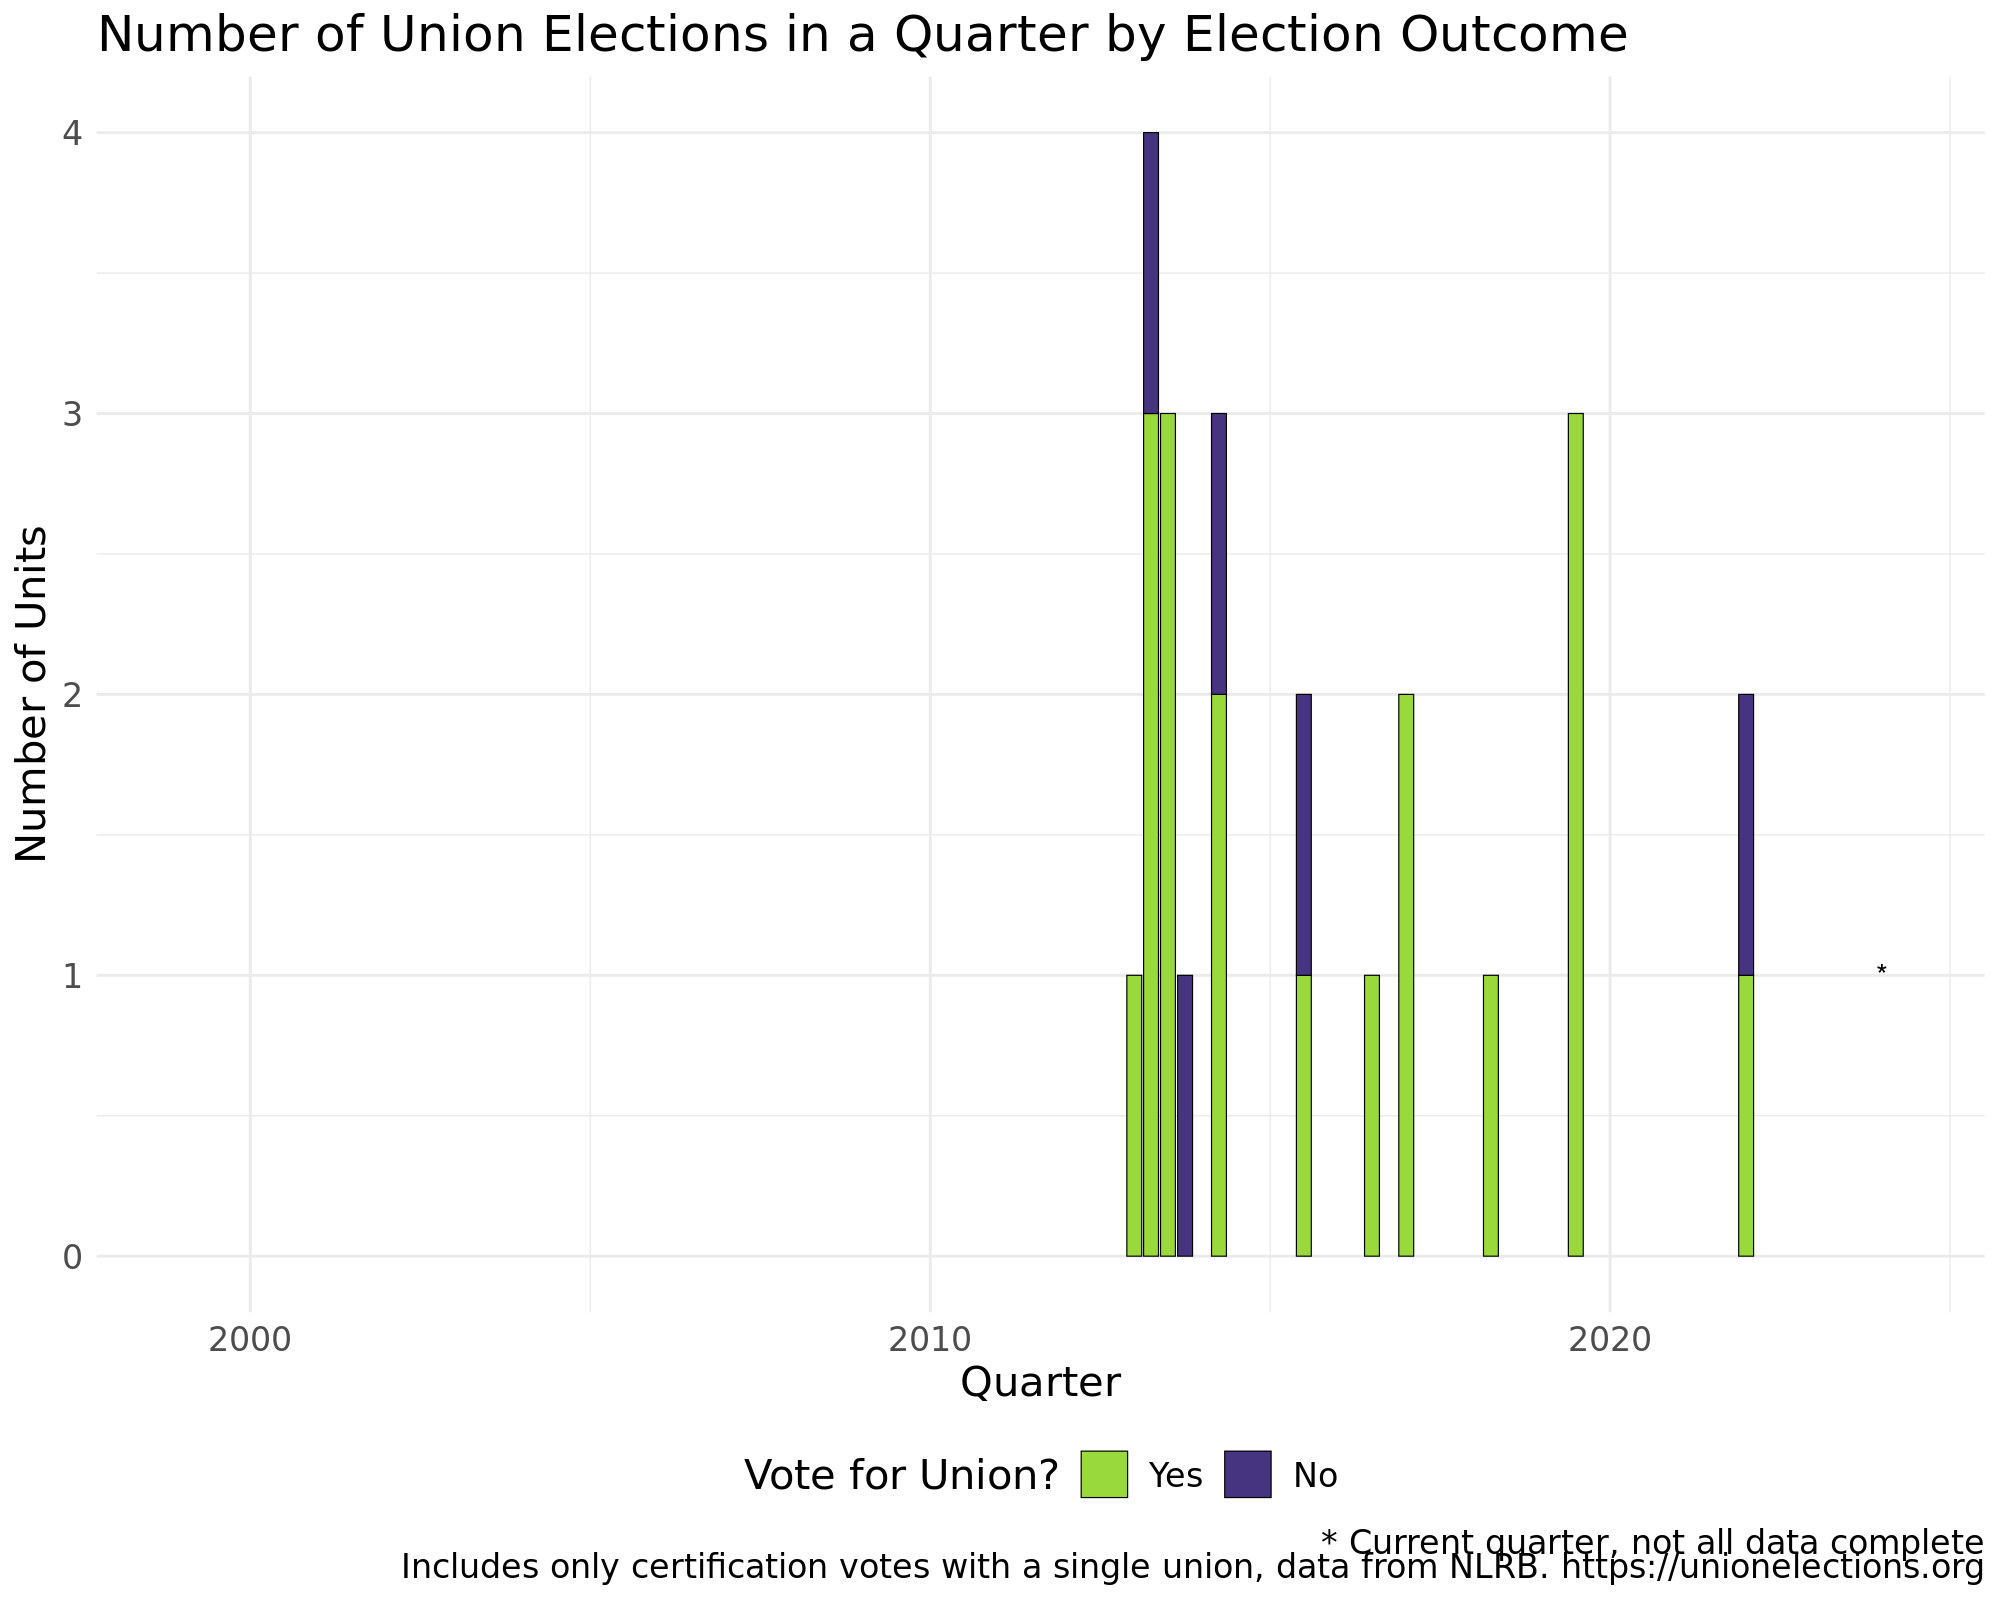 Number of Union Elections in a Quarter by Election Outcome
4
3
2
1
0
Number of Units
*
2000 2010 2020
Quarter
Vote for Union? Yes No
* Current quarter, not all data complete
Includes only certification votes with a single union, data from NLRB. https://unionelections.org